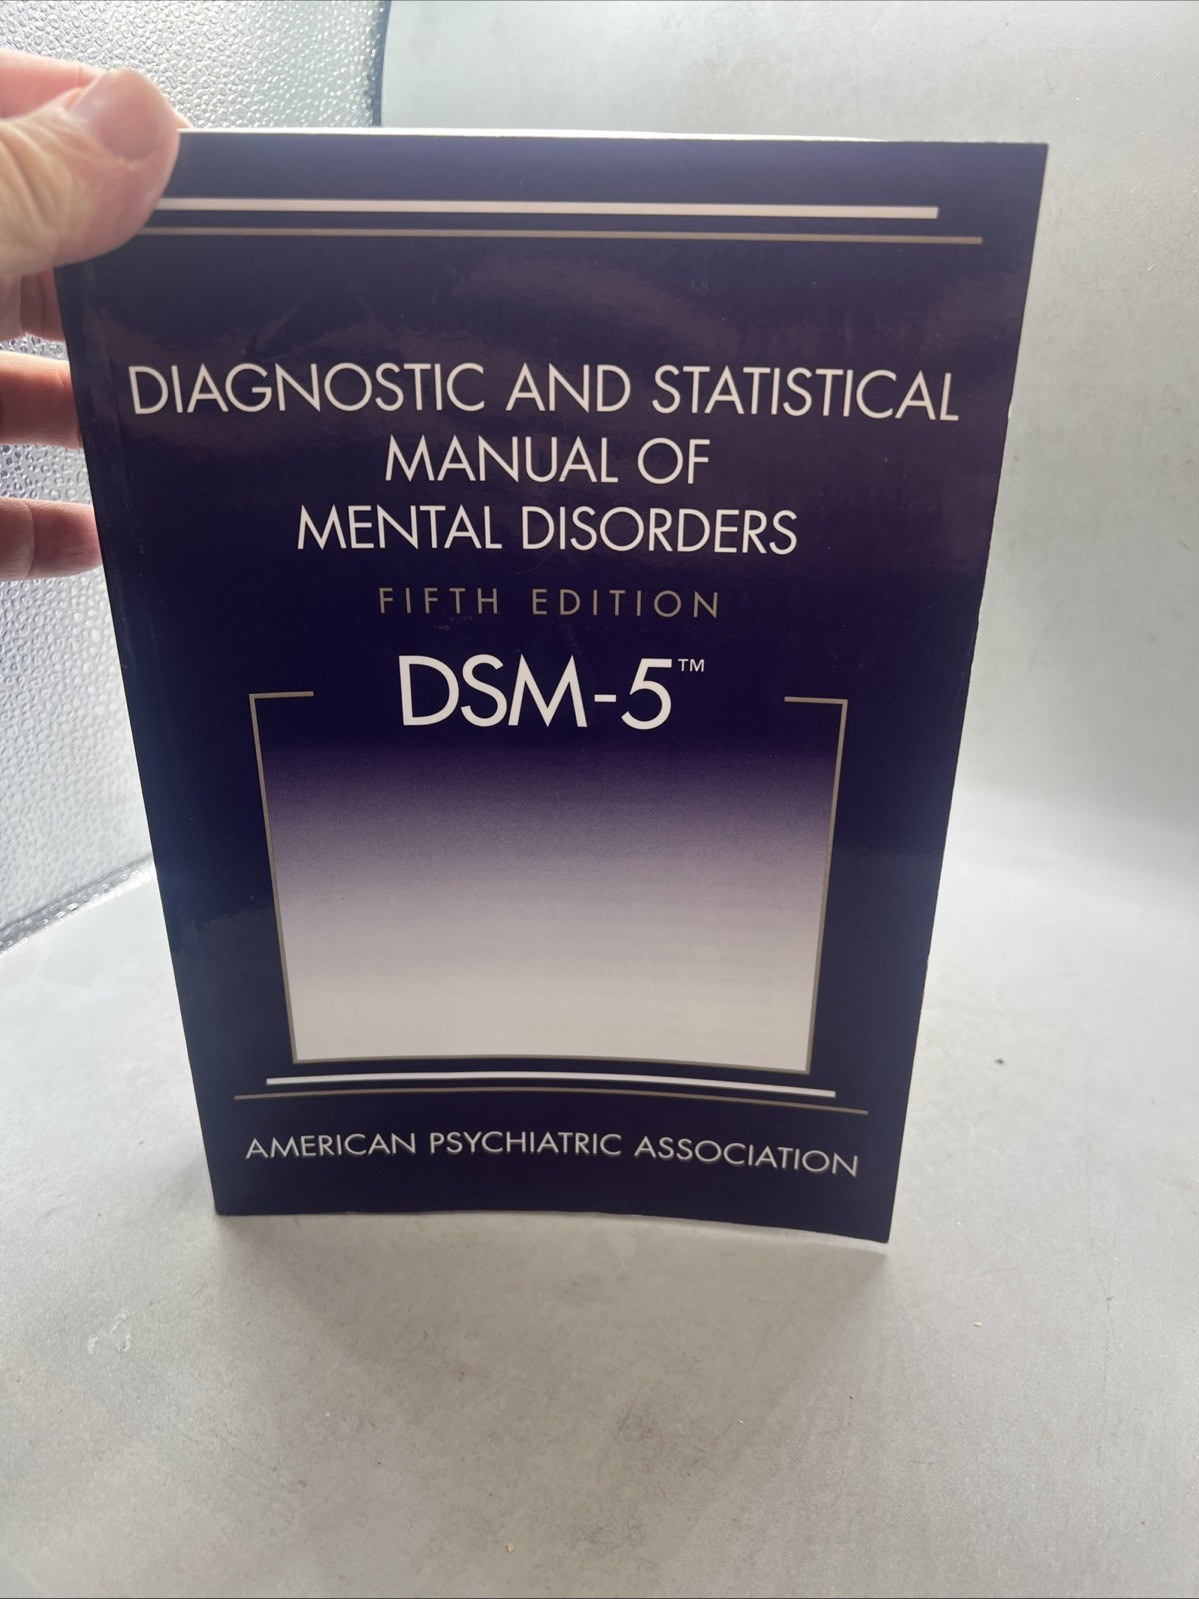 DIAGNOSTIC AND STATISTICAL
MANUAL OF
MENTAL DISORDERS
FIFTH EDITION
DSM-5™
AMERICAN PSYCHIATRIC ASSOCIATION